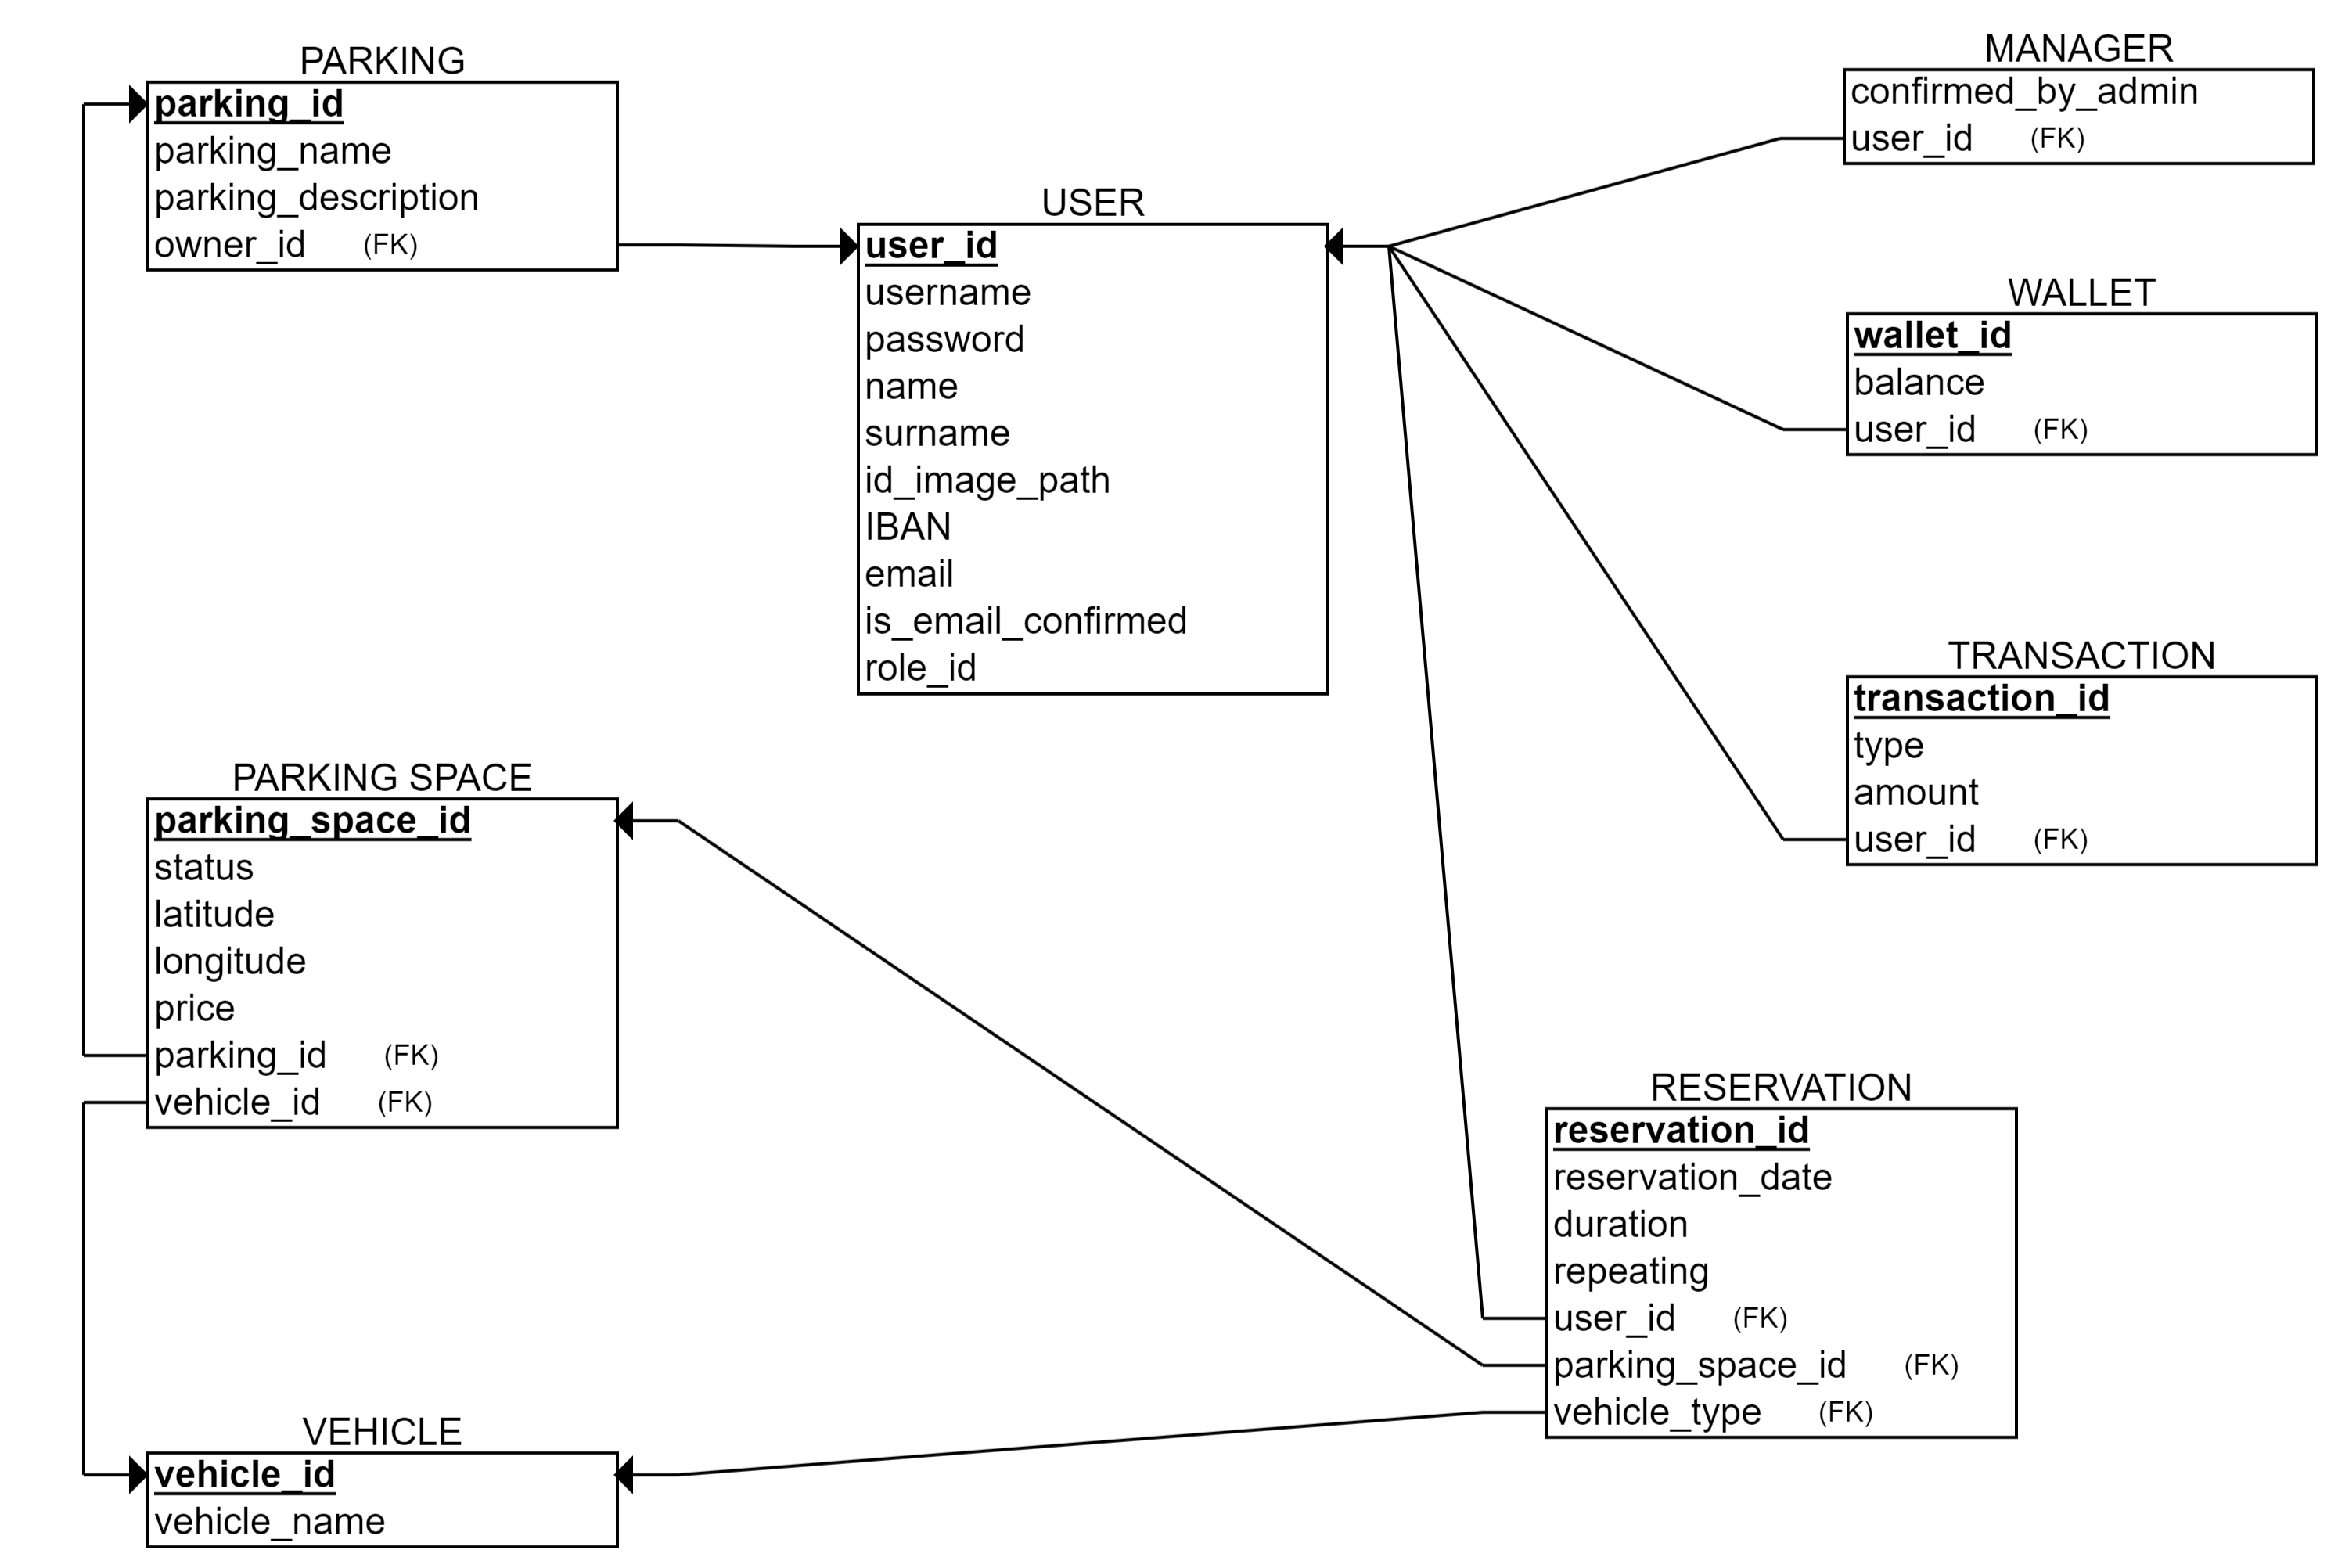 PARKING
parking_id
parking_name
parking_description
owner_id (FK)
USER
user_id
username
password
name
surname
id_image_path
IBAN
email
is_email_confirmed
role_id
MANAGER
confirmed_by_admin
user_id (FK)
WALLET
wallet_id
balance
user_id (FK)
TRANSACTION
transaction_id
type
amount
user_id (FK)
PARKING SPACE
parking_space_id
status
latitude
longitude
price
parking_id (FK)
vehicle_id (FK)
RESERVATION
reservation_id
reservation_date
duration
repeating
user_id (FK)
parking_space_id (FK)
vehicle_type (FK)
VEHICLE
vehicle_id
vehicle_name